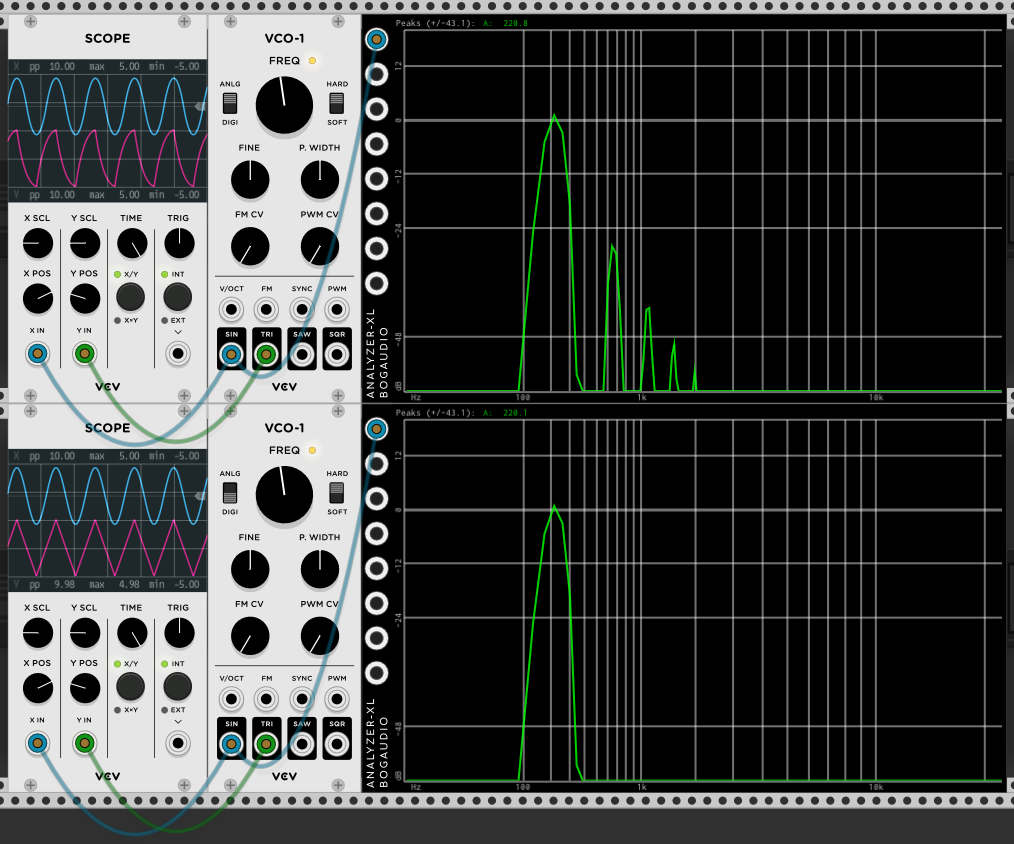 Peaks (+/-43.1): A: 220.8
SCOPE
X pp 10.00 max 5.00 min -5.00
Y pp 10.00 max 5.00 min -5.00
X SCL Y SCL TIME TRIG
X POS Y POS X/Y INT
X×Y EXT
X IN Y IN
VCV
VCO-1
FREQ
ANLG HARD
DIGI SOFT
FINE P. WIDTH
FM CV PWM CV
V/OCT FM SYNC PWM
SIN TRI SAW SQR
VCV
ANALYZER-XL
BOGAUDIO
12
0
-12
-24
-48
dB
Hz 100 1k 10k
Peaks (+/-43.1): A: 220.1
SCOPE
X pp 10.00 max 5.00 min -5.00
Y pp 9.98 max 4.98 min -5.00
X SCL Y SCL TIME TRIG
X POS Y POS X/Y INT
X×Y EXT
X IN Y IN
VCV
VCO-1
FREQ
ANLG HARD
DIGI SOFT
FINE P. WIDTH
FM CV PWM CV
V/OCT FM SYNC PWM
SIN TRI SAW SQR
VCV
ANALYZER-XL
BOGAUDIO
12
0
-12
-24
-48
dB
Hz 100 1k 10k